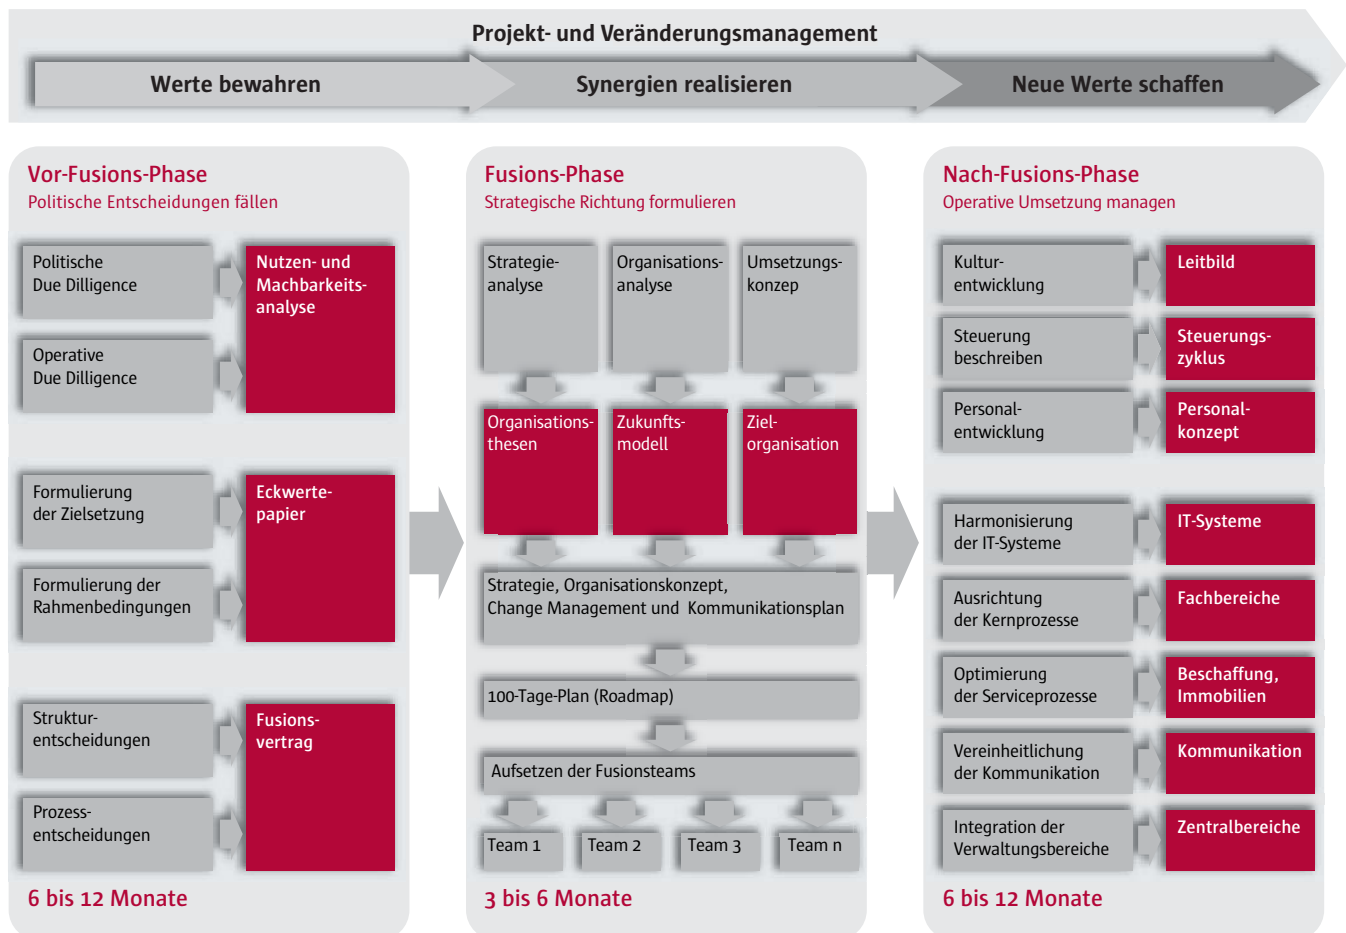 Projekt- und Veränderungsmanagement
Werte bewahren
Synergien realisieren
Neue Werte schaffen
Vor-Fusions-Phase
Politische Entscheidungen fällen
Politische
Due Dilligence
Operative
Due Dilligence
Nutzen- und
Machbarkeits-
analyse
Formulierung
der Zielsetzung
Formulierung der
Rahmenbedingungen
Eckwerte-
papier
Struktur-
entscheidungen
Prozess-
entscheidungen
Fusions-
vertrag
6 bis 12 Monate
Fusions-Phase
Strategische Richtung formulieren
Strategie-
analyse
Organisations-
analyse
Umsetzungs-
konzep
Organisations-
thesen
Zukunfts-
modell
Ziel-
organisation
Strategie, Organisationskonzept,
Change Management und Kommunikationsplan
100-Tage-Plan (Roadmap)
Aufsetzen der Fusionsteams
Team 1
Team 2
Team 3
Team n
3 bis 6 Monate
Nach-Fusions-Phase
Operative Umsetzung managen
Kultur-
entwicklung
Leitbild
Steuerung
beschreiben
Steuerungs-
zyklus
Personal-
entwicklung
Personal-
konzept
Harmonisierung
der IT-Systeme
IT-Systeme
Ausrichtung
der Kernprozesse
Fachbereiche
Optimierung
der Serviceprozesse
Beschaffung,
Immobilien
Vereinheitlichung
der Kommunikation
Kommunikation
Integration der
Verwaltungsbereiche
Zentralbereiche
6 bis 12 Monate